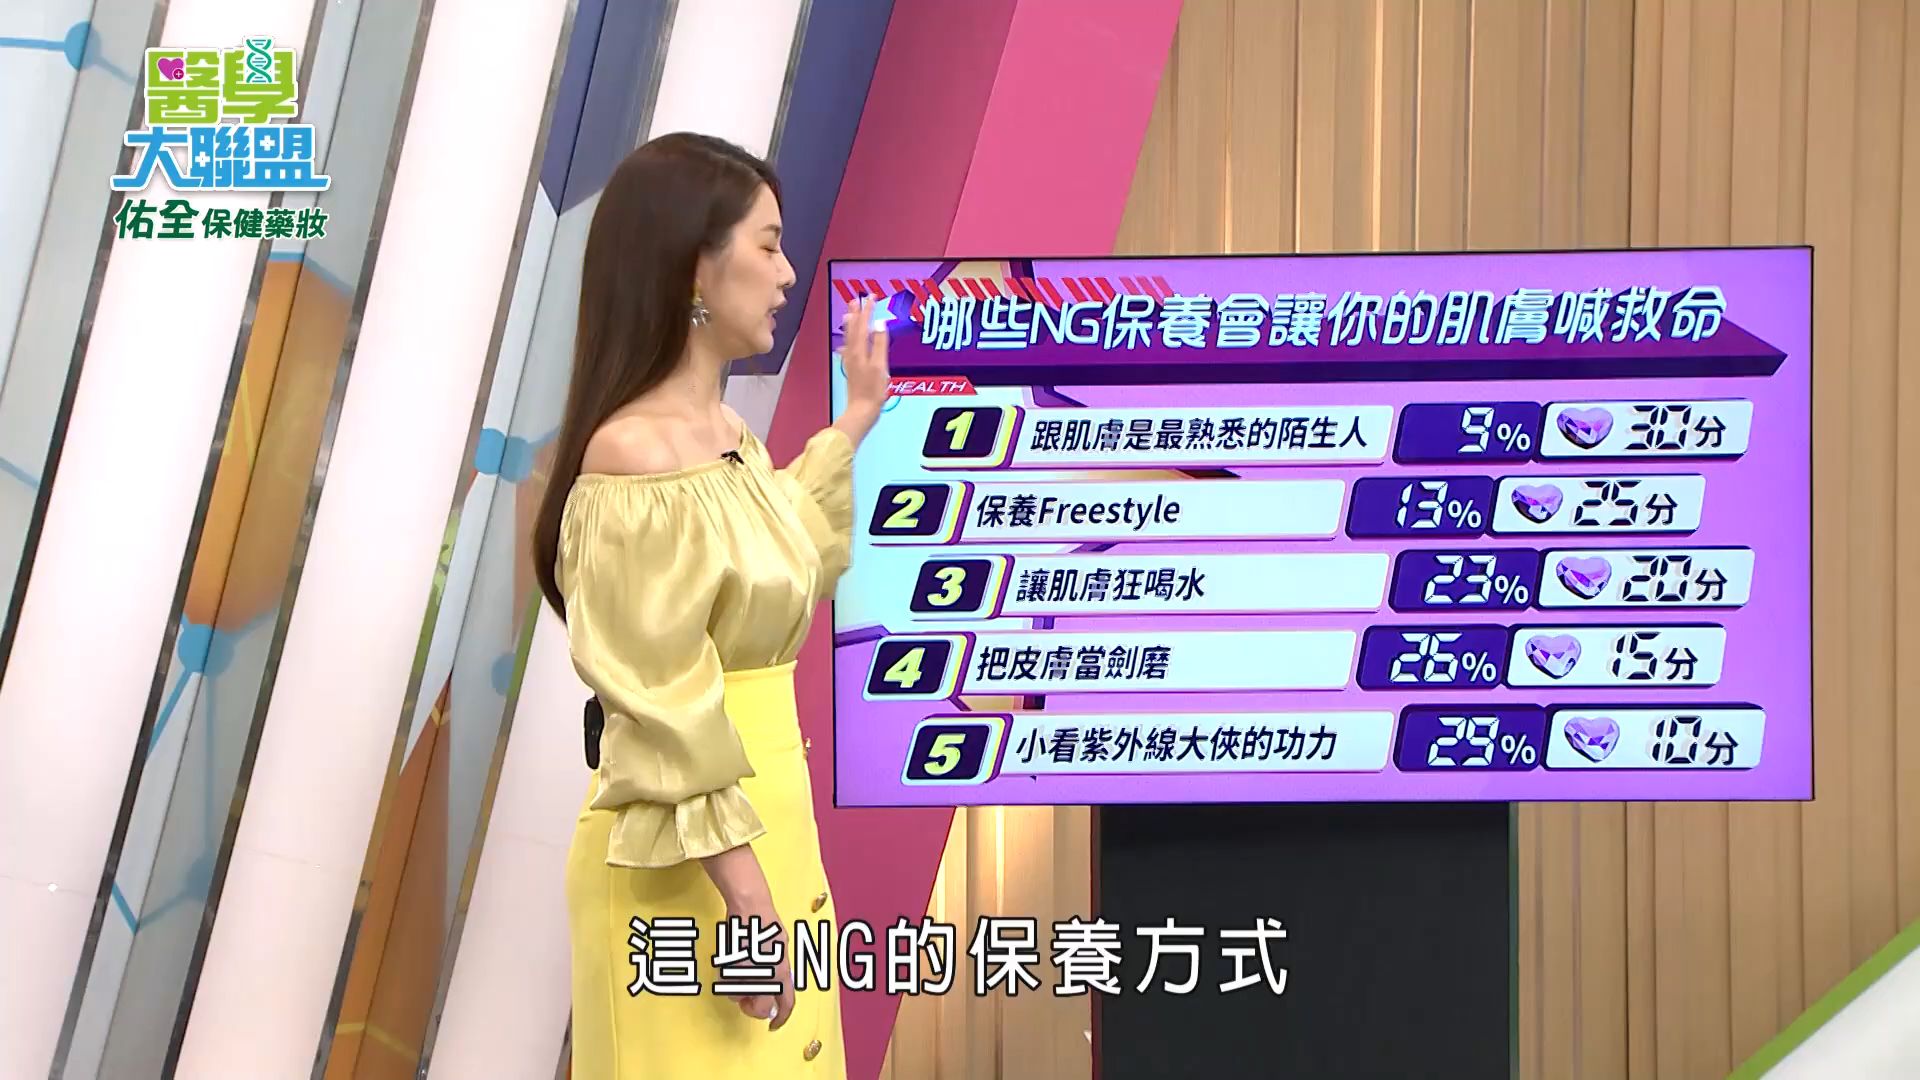 醫學
大聯盟
佑全保健藥妝
哪些NG保養會讓你的肌膚喊救命
HEALTH
1 跟肌膚是最熟悉的陌生人 9% 30分
2 保養Freestyle 13% 25分
3 讓肌膚狂喝水 23% 20分
4 把皮膚當劍磨 26% 15分
5 小看紫外線大俠的功力 29% 10分
這些NG的保養方式